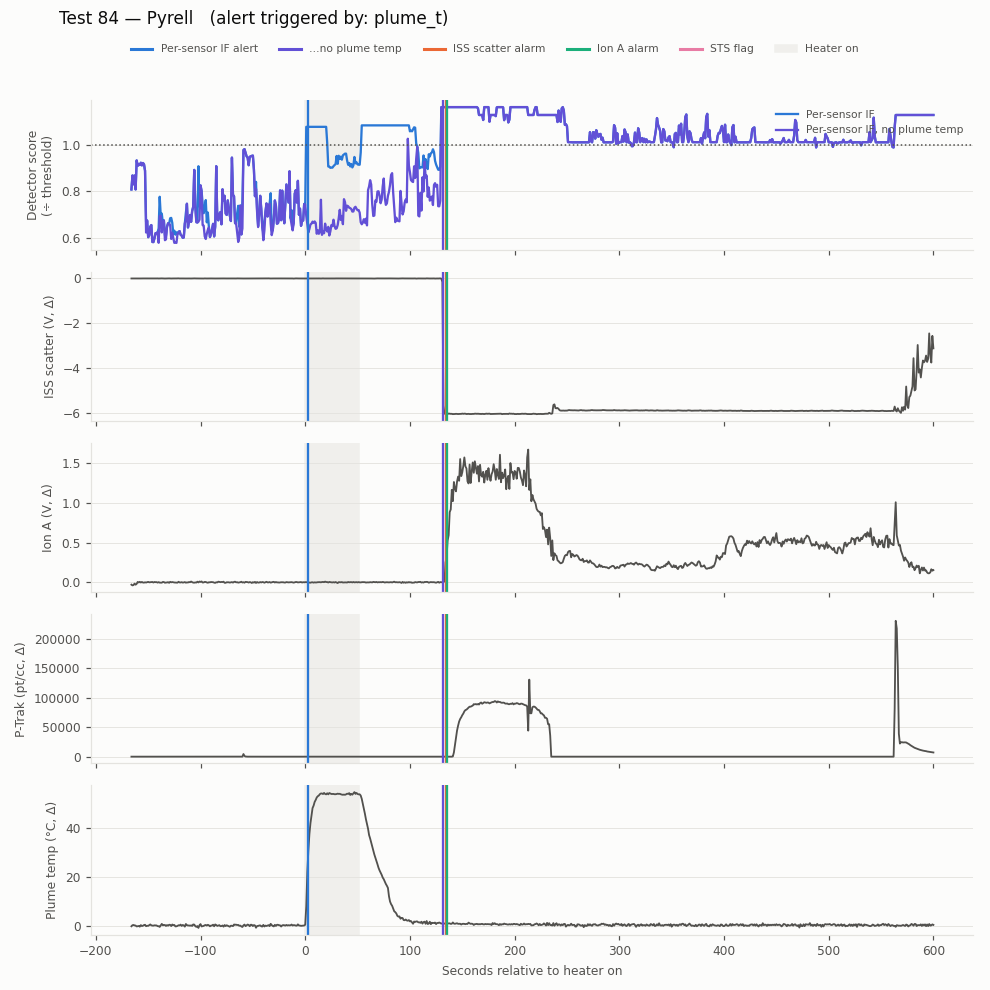 Test 84 — Pyrell   (alert triggered by: plume_t)
Per-sensor IF alert
...no plume temp
ISS scatter alarm
Ion A alarm
STS flag
Heater on
Detector score
(÷ threshold)
1.0
0.8
0.6
Per-sensor IF
Per-sensor IF, no plume temp
ISS scatter (V, Δ)
0
−2
−4
−6
Ion A (V, Δ)
1.5
1.0
0.5
0.0
P-Trak (pt/cc, Δ)
200000
150000
100000
50000
0
Plume temp (°C, Δ)
40
20
0
−200
−100
0
100
200
300
400
500
600
Seconds relative to heater on